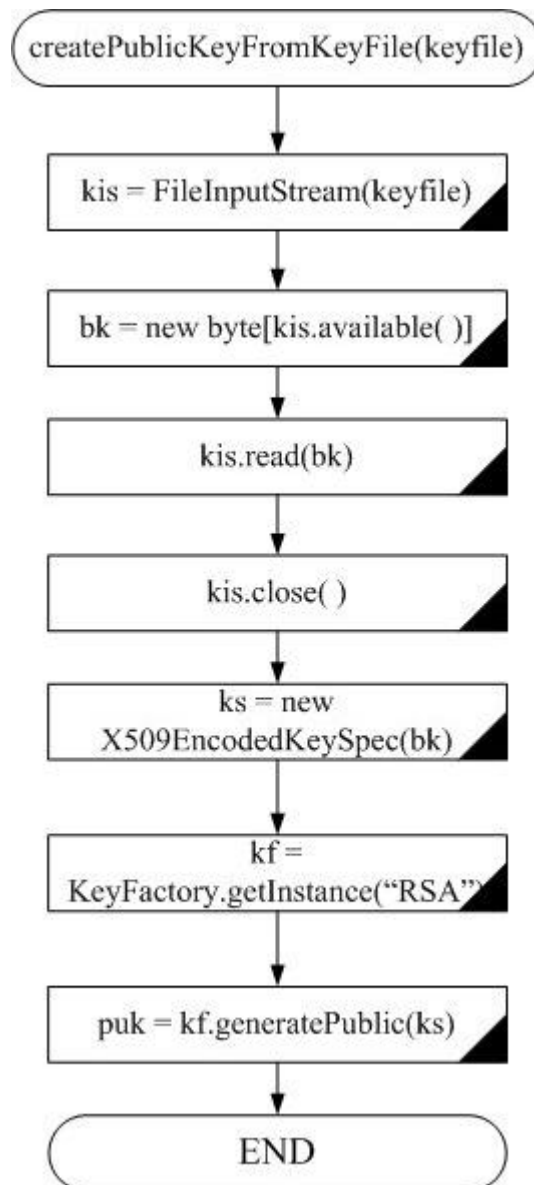 createPublicKeyFromKeyFile(keyfile)
kis = FileInputStream(keyfile)
bk = new byte[kis.available( )]
kis.read(bk)
kis.close( )
ks = new
X509EncodedKeySpec(bk)
kf =
KeyFactory.getInstance(“RSA”)
puk = kf.generatePublic(ks)
END